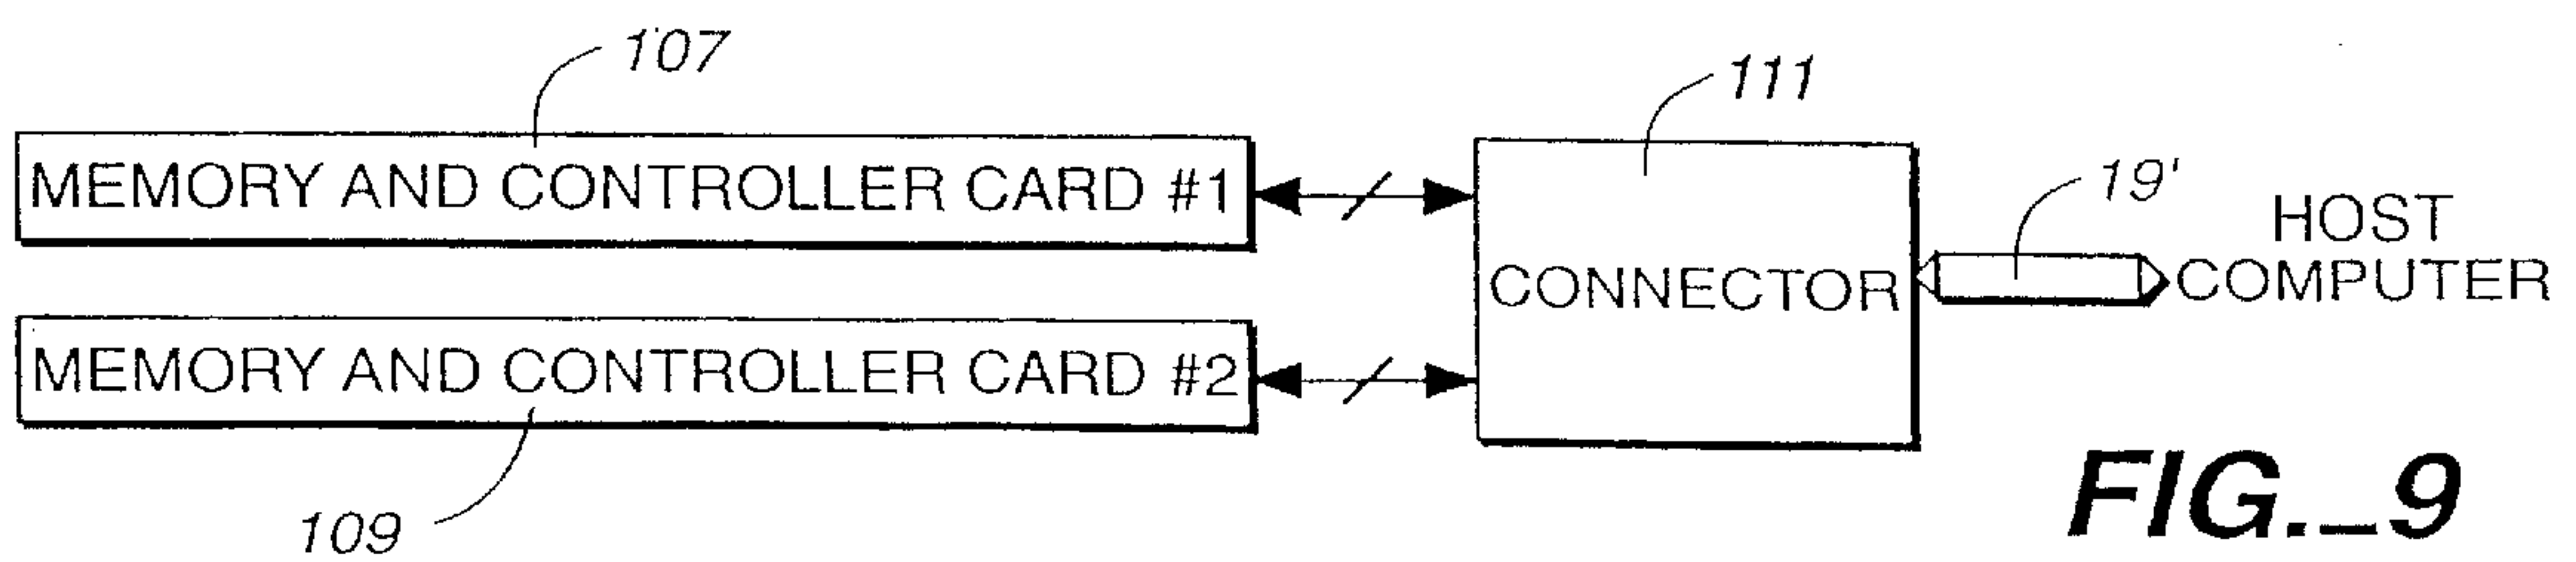 107
111
MEMORY AND CONTROLLER CARD #1
19'
HOST
COMPUTER
CONNECTOR
MEMORY AND CONTROLLER CARD #2
109
FIG._9